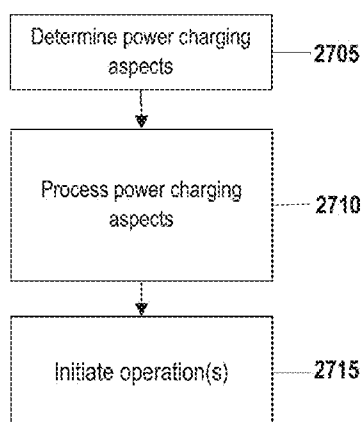 Determine power charging
aspects
2705
Process power charging
aspects
2710
Initiate operation(s)
2715